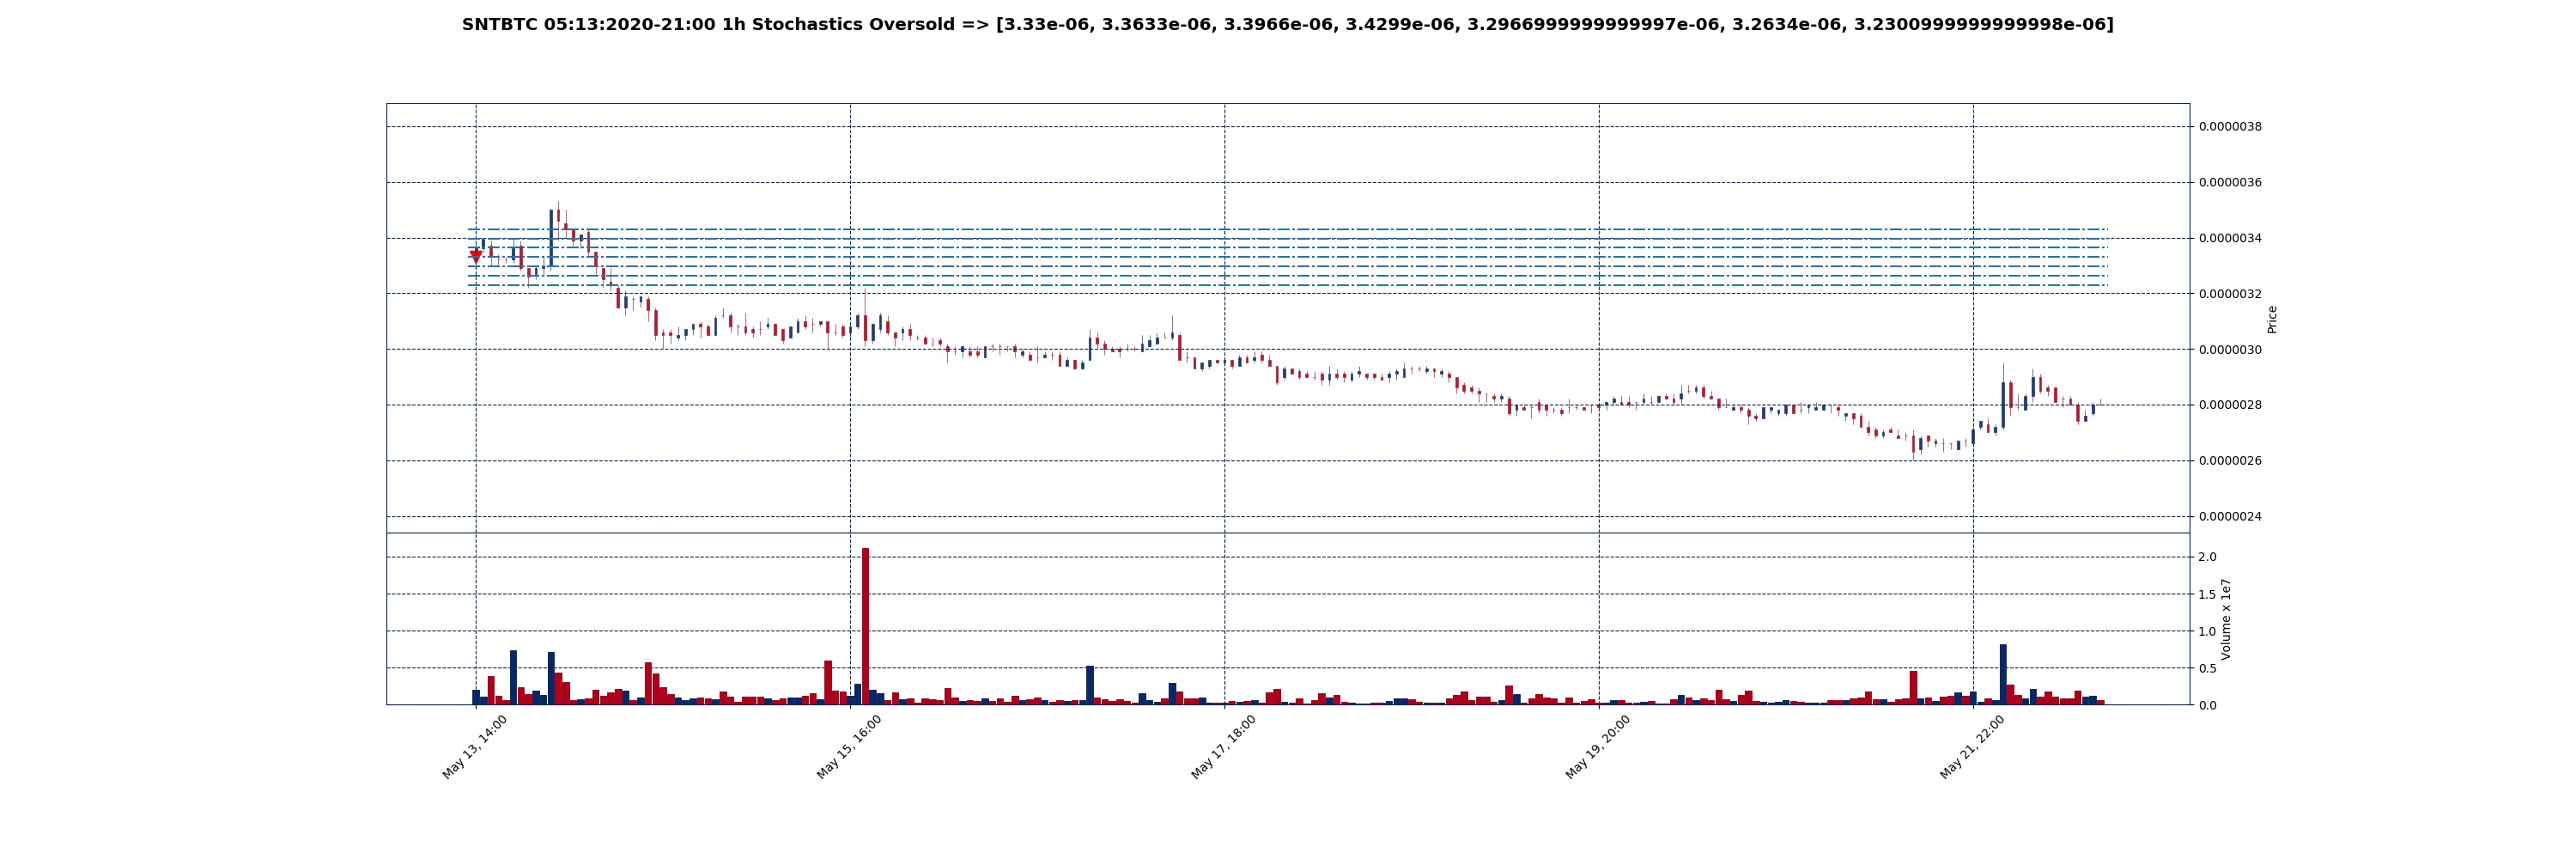 SNTBTC 05:13:2020-21:00 1h Stochastics Oversold => [3.33e-06, 3.3633e-06, 3.3966e-06, 3.4299e-06, 3.2966999999999997e-06, 3.2634e-06, 3.2300999999999998e-06]
0.0000038
0.0000036
0.0000034
0.0000032
0.0000030
0.0000028
0.0000026
0.0000024
Price
2.0
1.5
1.0
0.5
0.0
Volume x 1e7
May 13, 14:00
May 15, 16:00
May 17, 18:00
May 19, 20:00
May 21, 22:00